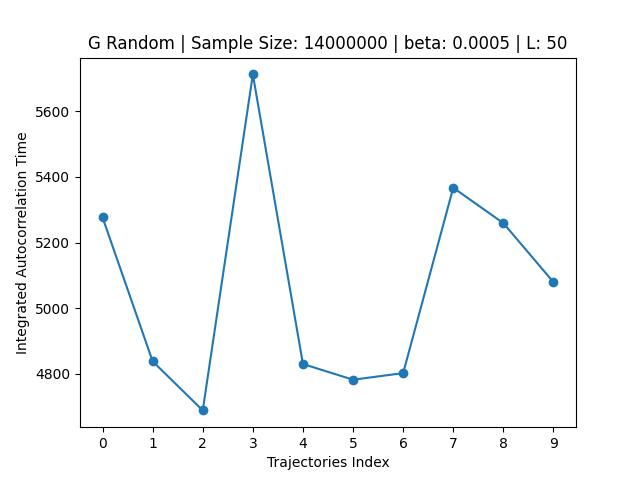 G Random | Sample Size: 14000000 | beta: 0.0005 | L: 50
Integrated Autocorrelation Time
5600
5400
5200
5000
4800
0 1 2 3 4 5 6 7 8 9
Trajectories Index